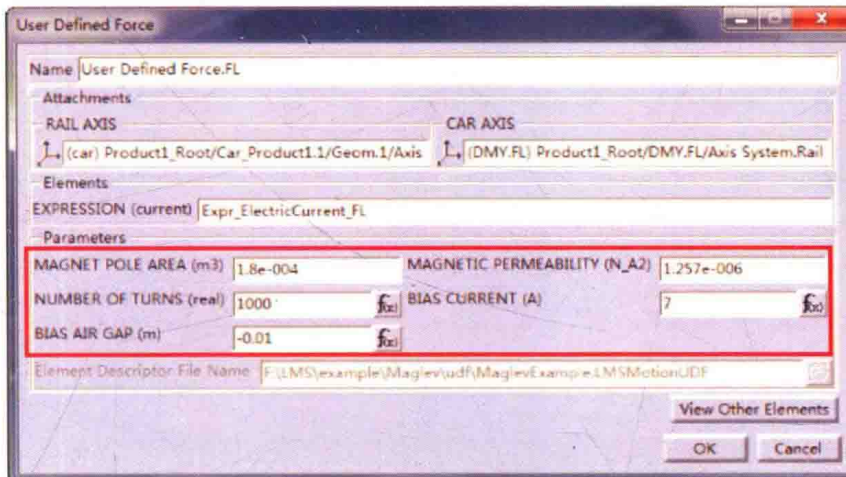 User Defined Force
Name User Defined Force.FL
Attachments
RAIL AXIS CAR AXIS
(car) Product1_Root/Car_Product1.1/Geom.1/Axis (DMY.FL) Product1_Root/DMY.FL/Axis System.Rail
Elements
EXPRESSION (current) Expr_ElectricCurrent_FL
Parameters
MAGNET POLE AREA (m3) 1.8e-004 MAGNETIC PERMEABILITY (N_A2) 1.257e-006
NUMBER OF TURNS (real) 1000 f(x) BIAS CURRENT (A) 7 f(x)
BIAS AIR GAP (m) -0.01 f(x)
Element Descriptor File Name F:\LMS\example\Maglev\udf\MaglevExample.LMSMotionUDF
View Other Elements
OK Cancel